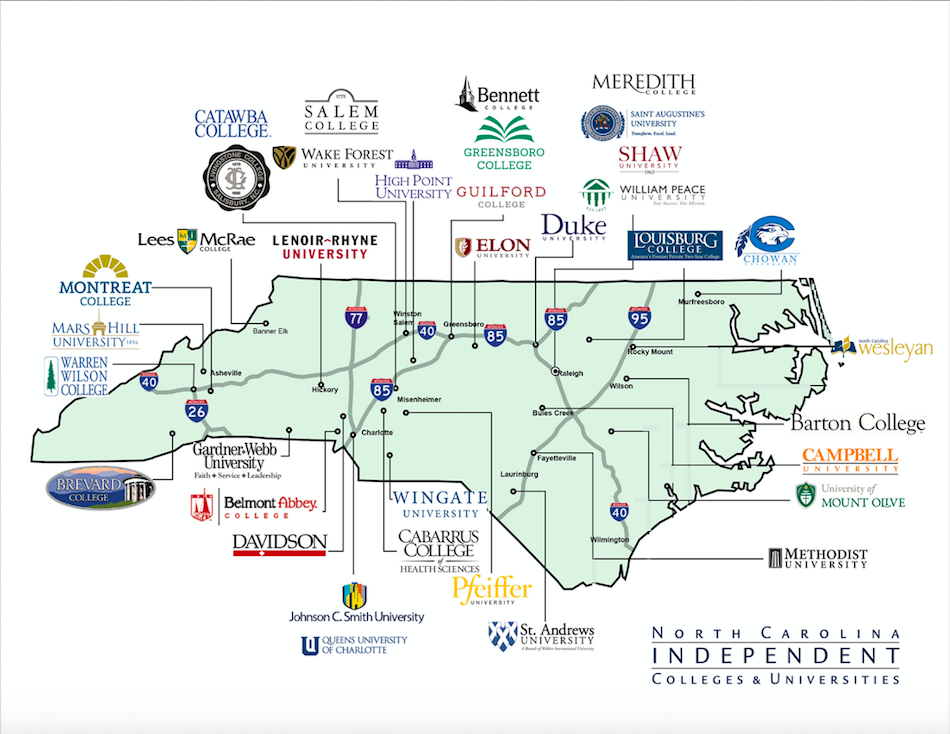 MEREDITH
COLLEGE
Bennett
COLLEGE
1772
SALEM
COLLEGE
CATAWBA
COLLEGE
SAINT AUGUSTINE'S
UNIVERSITY
Transform. Excel. Lead.
GREENSBORO
COLLEGE
SHAW
UNIVERSITY
1865
WAKE FOREST
UNIVERSITY
LIVINGSTONE COLLEGE
SALISBURY, N.C.
HIGH POINT
UNIVERSITY
GUILFORD
COLLEGE
WILLIAM PEACE
UNIVERSITY
Your Success. Our Mission.
Duke
UNIVERSITY
Lees McRae
COLLEGE
LENOIR-RHYNE
UNIVERSITY
ELON
UNIVERSITY
LOUISBURG
COLLEGE
America's Premier Private Two-Year College
CHOWAN
UNIVERSITY
MONTREAT
COLLEGE
MARS HILL
UNIVERSITY 1856
WARREN
WILSON
COLLEGE
Murfreesboro
77
Winston
Salem
40
Greensboro
85
85
95
Banner Elk
Rocky Mount
North Carolina
wesleyan
Asheville
40
26
Hickory
85
Misenheimer
Raleigh
Wilson
Buies Creek
Barton College
Charlotte
Gardner-Webb
University
Faith Service Leadership
Fayetteville
Laurinburg
CAMPBELL
UNIVERSITY
BREVARD
COLLEGE
University of
MOUNT OLIVE
Belmont Abbey
COLLEGE
WINGATE
UNIVERSITY
40
Wilmington
DAVIDSON
CABARRUS
COLLEGE
of
HEALTH SCIENCES
METHODIST
UNIVERSITY
Pfeiffer
UNIVERSITY
Johnson C. Smith University
QUEENS UNIVERSITY
OF CHARLOTTE
St. Andrews
UNIVERSITY
A Branch of Webber International University
NORTH CAROLINA
INDEPENDENT
COLLEGES & UNIVERSITIES